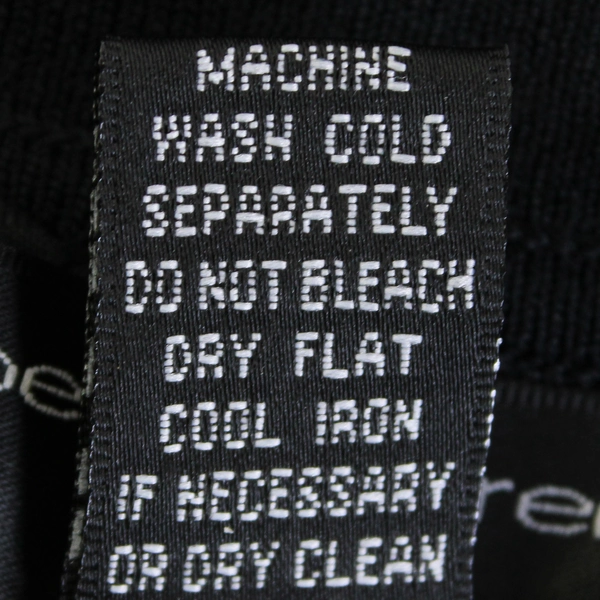 MACHINE
WASH COLD
SEPARATELY
DO NOT BLEACH
DRY FLAT
COOL IRON
IF NECESSARY
OR DRY CLEAN